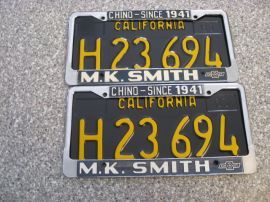 CHINO - SINCE 1941
CALIFORNIA
H 23 694
M.K. SMITH
CHINO - SINCE 1941
CALIFORNIA
H 23 694
M.K. SMITH